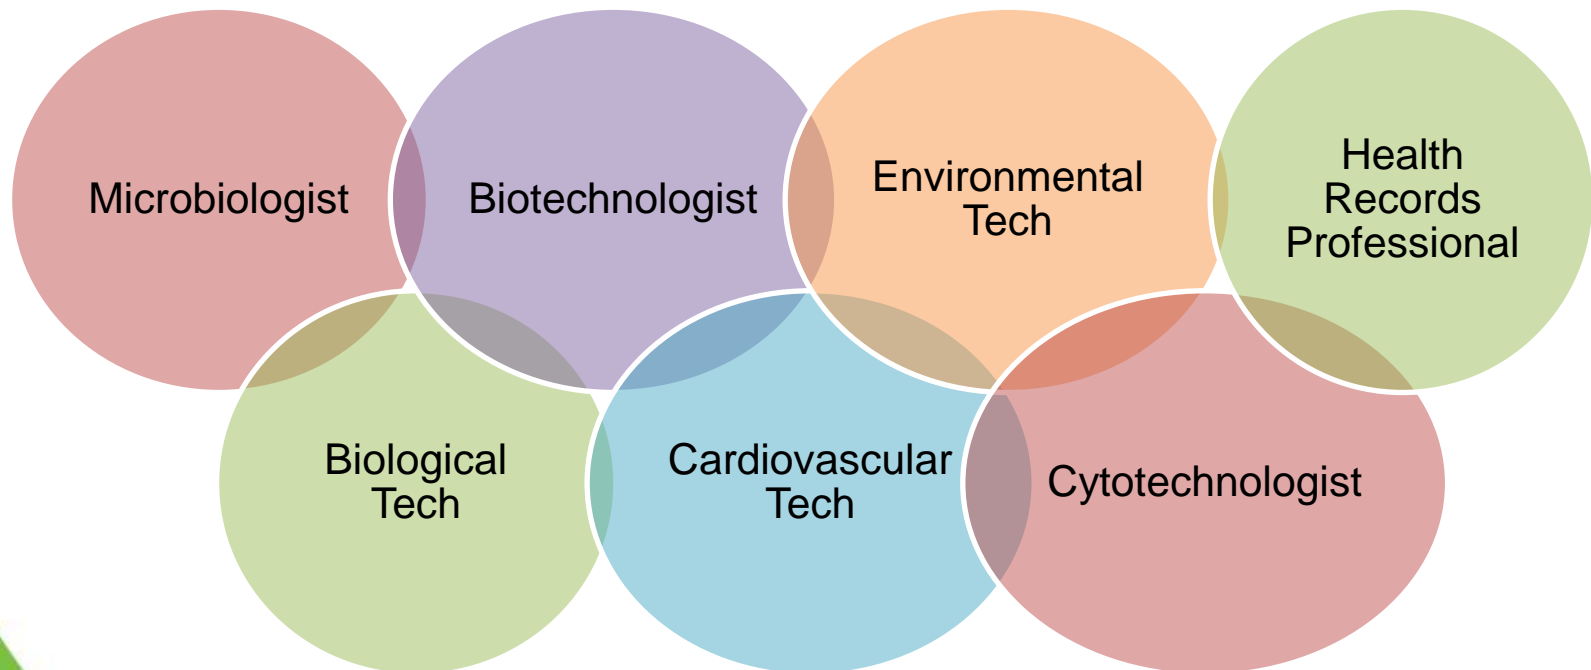 Microbiologist
Biotechnologist
Environmental
Tech
Health
Records
Professional
Biological
Tech
Cardiovascular
Tech
Cytotechnologist